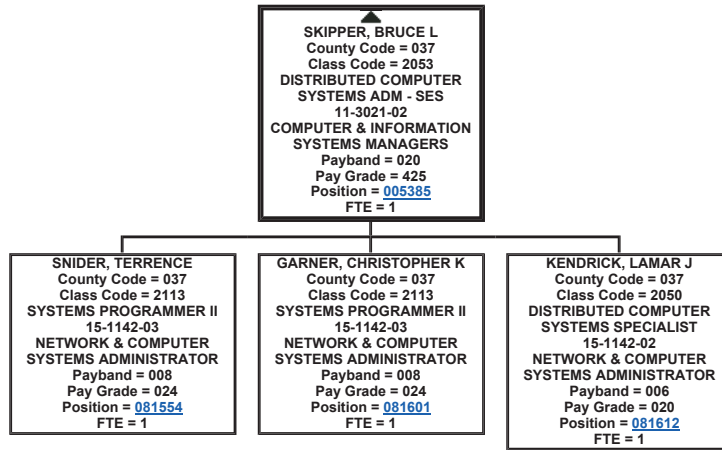 SKIPPER, BRUCE L
County Code = 037
Class Code = 2053
DISTRIBUTED COMPUTER
SYSTEMS ADM - SES
11-3021-02
COMPUTER & INFORMATION
SYSTEMS MANAGERS
Payband = 020
Pay Grade = 425
Position = 005385
FTE = 1
SNIDER, TERRENCE
County Code = 037
Class Code = 2113
SYSTEMS PROGRAMMER II
15-1142-03
NETWORK & COMPUTER
SYSTEMS ADMINISTRATOR
Payband = 008
Pay Grade = 024
Position = 081554
FTE = 1
GARNER, CHRISTOPHER K
County Code = 037
Class Code = 2113
SYSTEMS PROGRAMMER II
15-1142-03
NETWORK & COMPUTER
SYSTEMS ADMINISTRATOR
Payband = 008
Pay Grade = 024
Position = 081601
FTE = 1
KENDRICK, LAMAR J
County Code = 037
Class Code = 2050
DISTRIBUTED COMPUTER
SYSTEMS SPECIALIST
15-1142-02
NETWORK & COMPUTER
SYSTEMS ADMINISTRATOR
Payband = 006
Pay Grade = 020
Position = 081612
FTE = 1